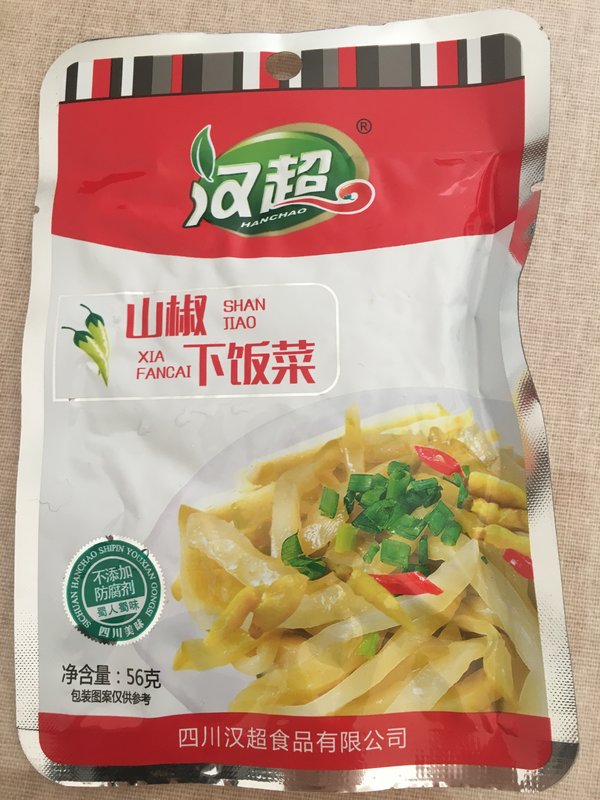 汉超
®
HANCHAO
山椒
SHAN
JIAO
XIA
FANCAI
下饭菜
SICHUAN HANCHAO SHIPIN YOUXIAN GONGSI
不添加
防腐剂
蜀人蜀味
四川美味
净含量：56克
包装图案仅供参考
四川汉超食品有限公司